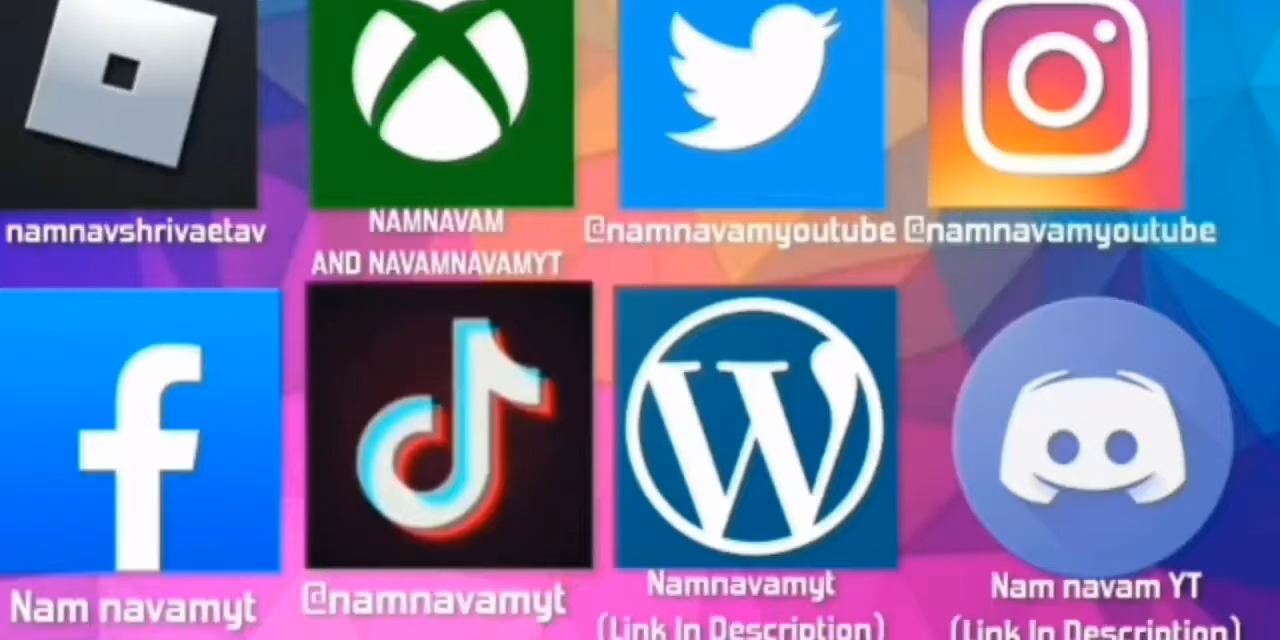 namnavshrivaetav
NAMNAVAM
AND NAVAMNAVAMYT
@namnavamyoutube
@namnavamyoutube
Nam navamyt
@namnavamyt
Namnavamyt
(Link In Description)
Nam navam YT
(Link In Description)